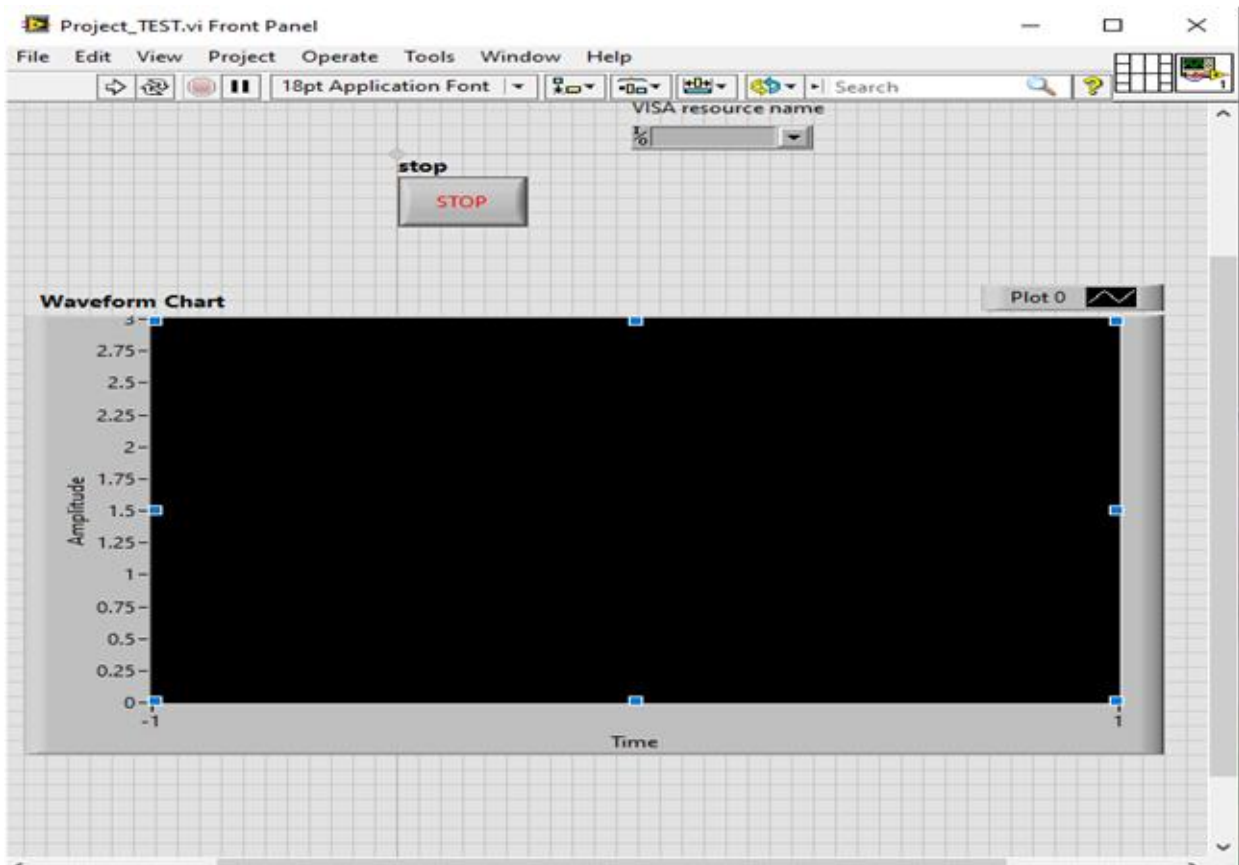 Project_TEST.vi Front Panel
File Edit View Project Operate Tools Window Help
18pt Application Font Search
VISA resource name
I/O
stop
STOP
Waveform Chart
Plot 0
3
2.75
2.5
2.25
2
1.75
1.5
1.25
1
0.75
0.5
0.25
0
Amplitude
-1 1
Time